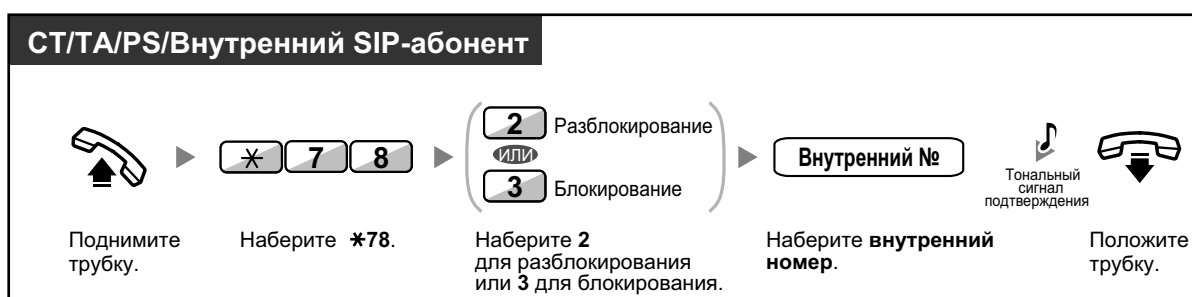 СТ/ТА/PS/Внутренний SIP-абонент
✳ 7 8
2 Разблокирование
ИЛИ
3 Блокирование
Внутренний №
Тональный
сигнал
подтверждения
Поднимите
трубку.
Наберите ✳78.
Наберите 2
для разблокирования
или 3 для блокирования.
Наберите внутренний
номер.
Положите
трубку.